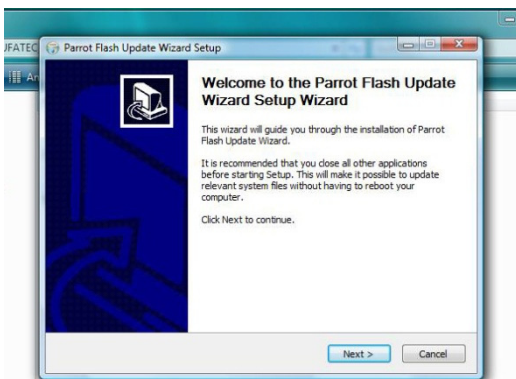 UFATEC
Parrot Flash Update Wizard Setup
Welcome to the Parrot Flash Update
Wizard Setup Wizard
This wizard will guide you through the installation of Parrot
Flash Update Wizard.
It is recommended that you close all other applications
before starting Setup. This will make it possible to update
relevant system files without having to reboot your
computer.
Click Next to continue.
Next >
Cancel